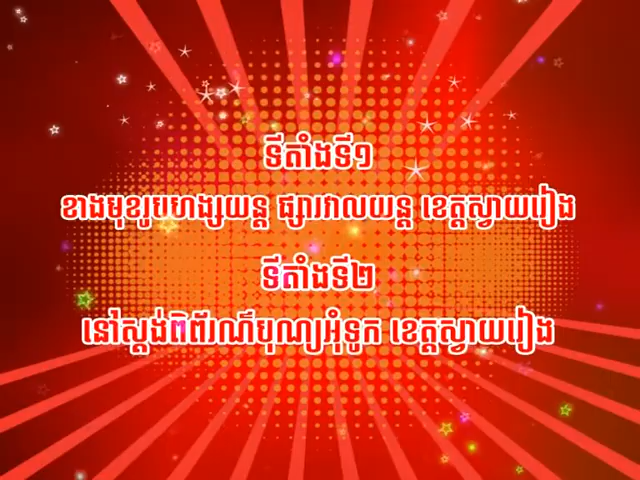 ទីតាំងទី១
ខាងមុខរូបហង្សយន្ត ផ្សារវាលយន្ត ខេត្តស្វាយរៀង
ទីតាំងទី២
នៅស្តង់ពិព័រណ៍បុណ្យអុំទូក ខេត្តស្វាយរៀង